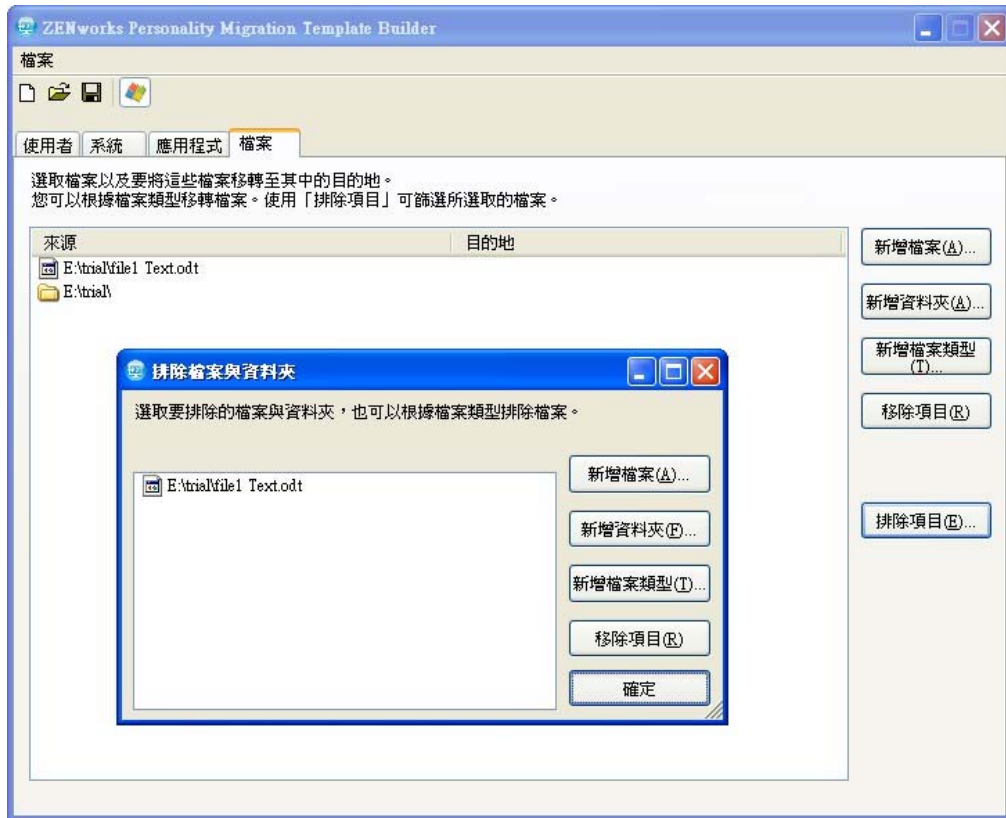 ZENworks Personality Migration Template Builder
檔案
使用者 系統 應用程式 檔案
選取檔案以及要將這些檔案移轉至其中的目的地。
您可以根據檔案類型移轉檔案。使用「排除項目」可篩選所選取的檔案。
來源 目的地
E:\trial\file1 Text.odt
E:\trial\
新增檔案(A)...
新增資料夾(A)...
新增檔案類型
(T)...
移除項目(R)
排除項目(E)...
排除檔案與資料夾
選取要排除的檔案與資料夾，也可以根據檔案類型排除檔案。
E:\trial\file1 Text.odt
新增檔案(A)...
新增資料夾(F)...
新增檔案類型(T)...
移除項目(R)
確定